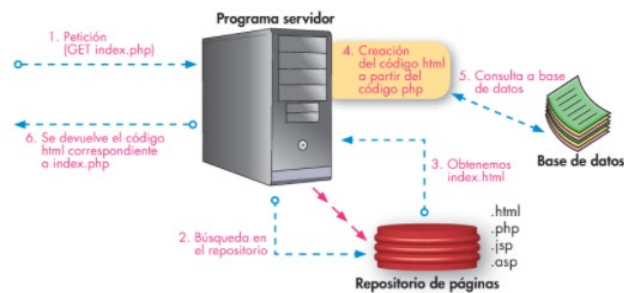 Programa servidor
1. Petición
(GET index.php)
4. Creación
del código html
a partir del
código php
5. Consulta a base
de datos
6. Se devuelve el código
html correspondiente
a index.php
3. Obtenemos
index.html
Base de datos
2. Búsqueda en
el repositorio
.html
.php
.jsp
.asp
Repositorio de páginas